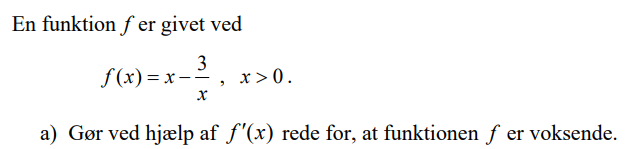 En funktion f er givet ved
f(x) = x − 3/x , x > 0 .
a) Gør ved hjælp af f′(x) rede for, at funktionen f er voksende.